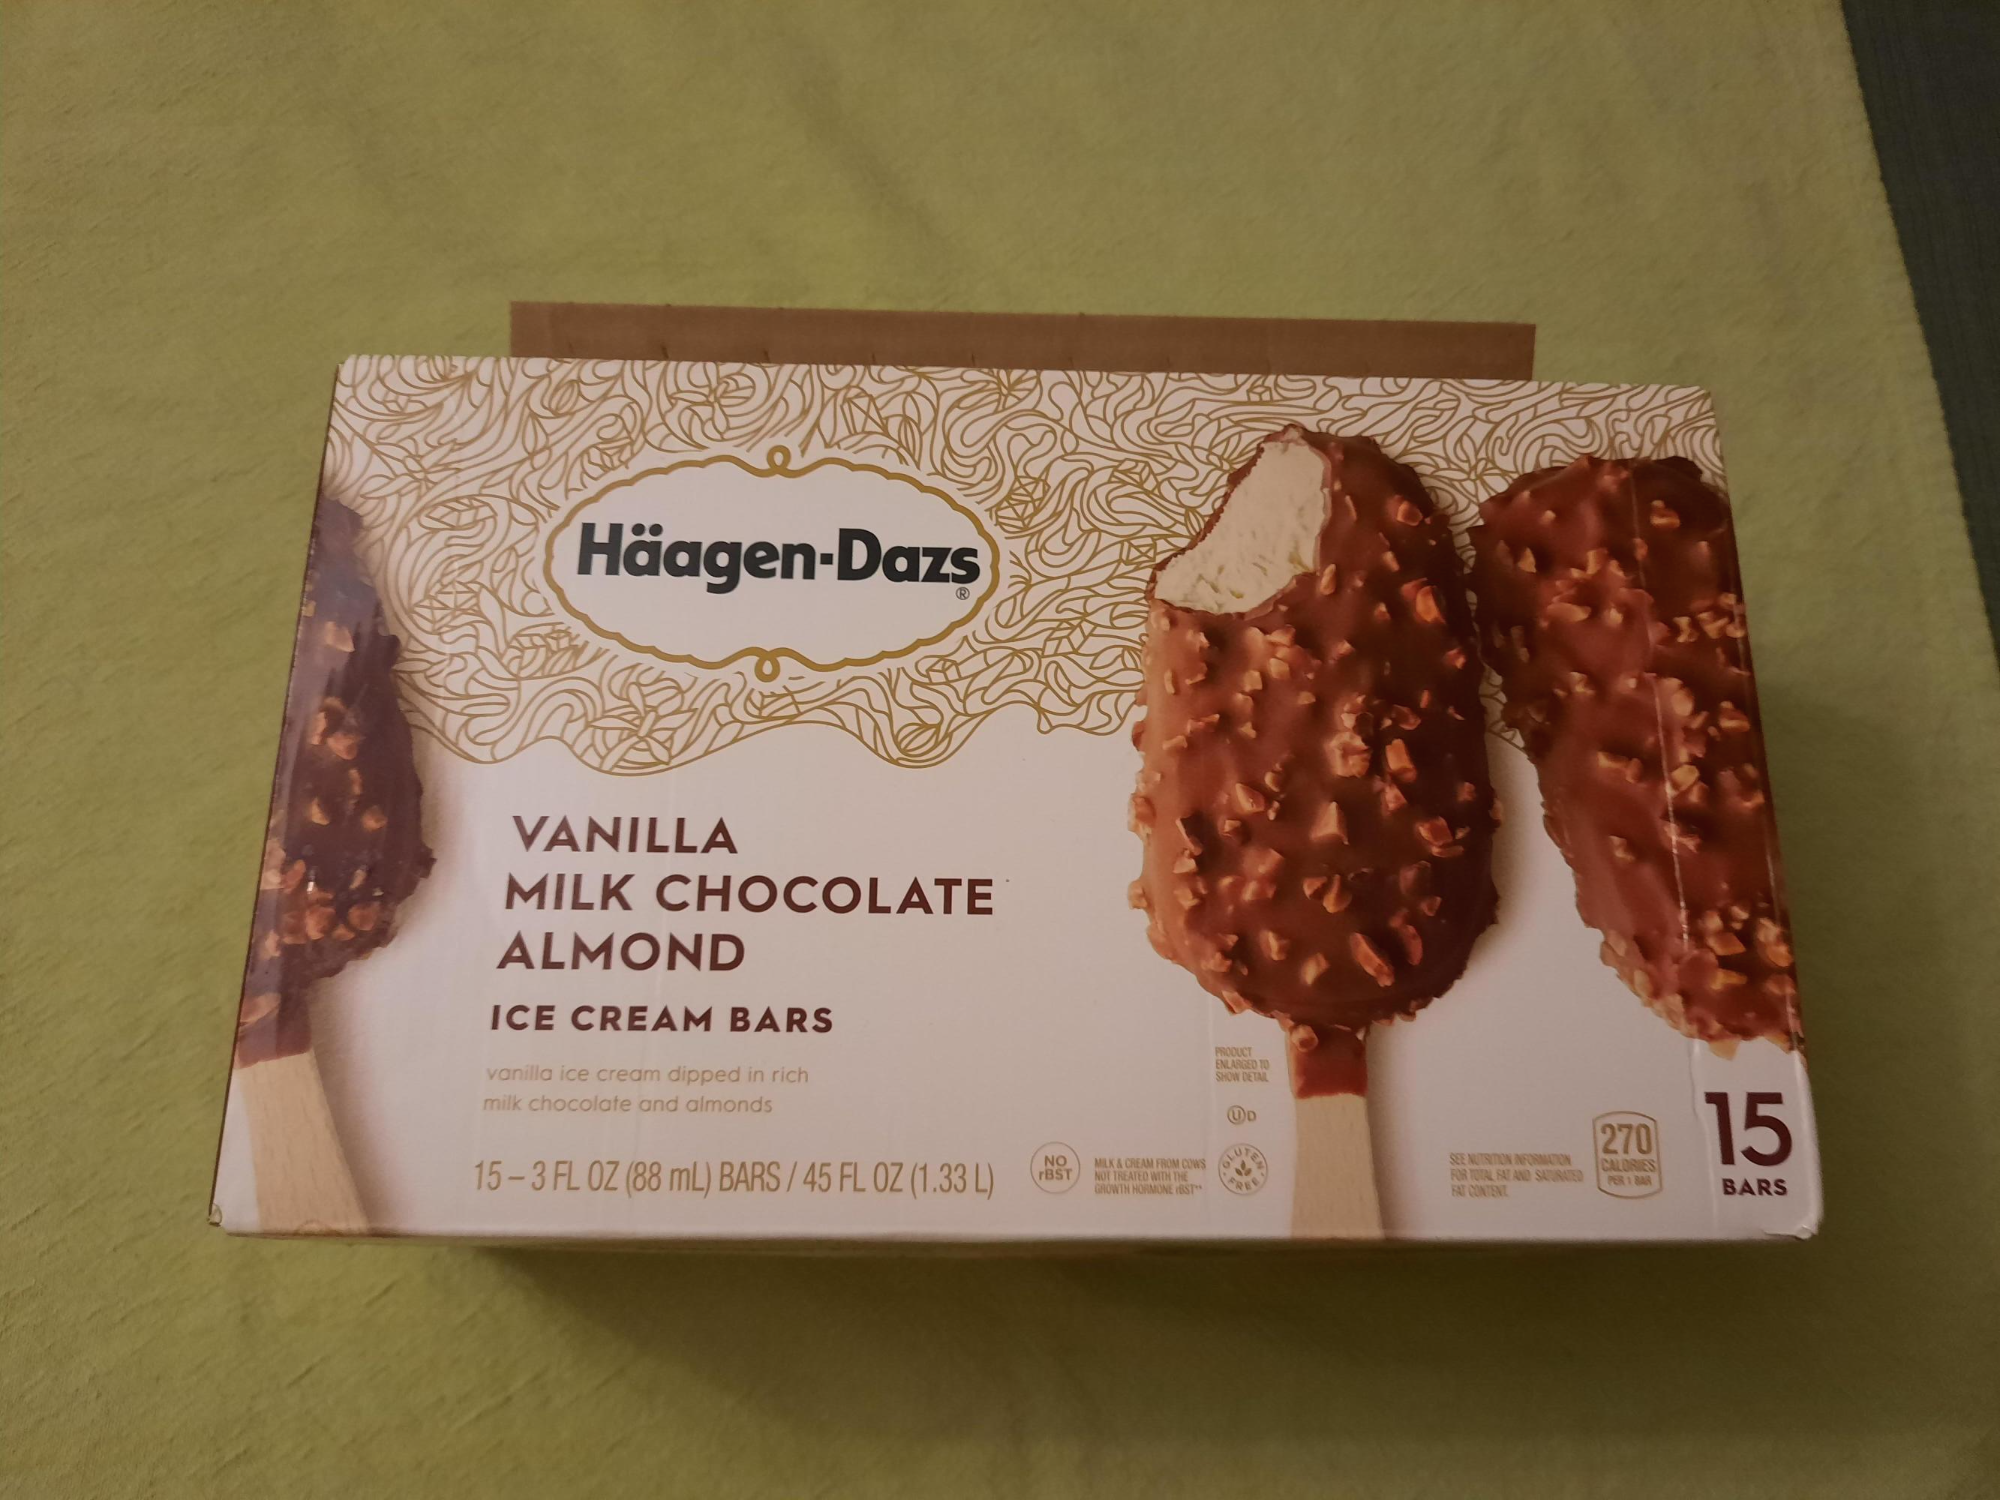 Häagen-Dazs
®
VANILLA
MILK CHOCOLATE
ALMOND
ICE CREAM BARS
vanilla ice cream dipped in rich
milk chocolate and almonds
15 – 3 FL OZ (88 mL) BARS / 45 FL OZ (1.33 L)
NO
rBST
MILK & CREAM FROM COWS
NOT TREATED WITH THE
GROWTH HORMONE rBST**
PRODUCT
ENLARGED TO
SHOW DETAIL
UD
GLUTEN
FREE
SEE NUTRITION INFORMATION
FOR TOTAL FAT AND SATURATED
FAT CONTENT.
270
CALORIES
PER 1 BAR
15
BARS